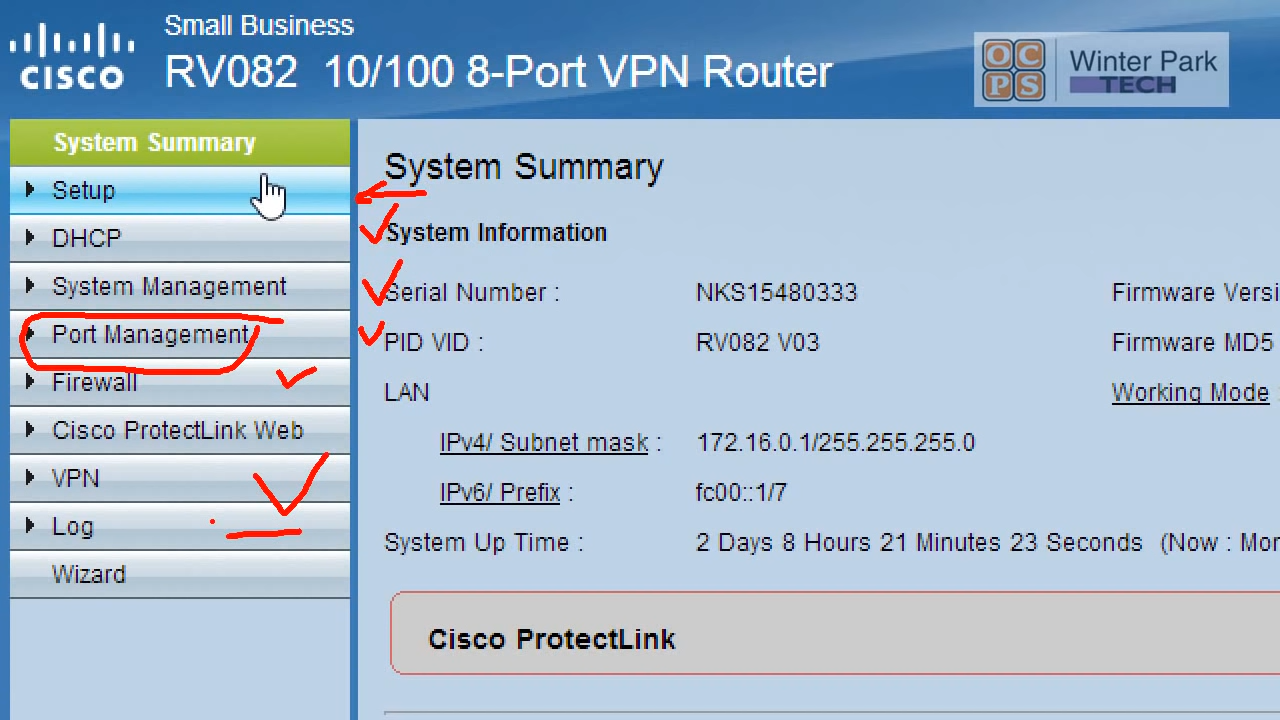 Small Business
CISCO
RV082 10/100 8-Port VPN Router
OC
PS
Winter Park
TECH
System Summary
Setup
DHCP
System Management
Port Management
Firewall
Cisco ProtectLink Web
VPN
Log
Wizard
System Summary
System Information
Serial Number : NKS15480333 Firmware Versi
PID VID : RV082 V03 Firmware MD5
LAN Working Mode :
IPv4/ Subnet mask : 172.16.0.1/255.255.255.0
IPv6/ Prefix : fc00::1/7
System Up Time : 2 Days 8 Hours 21 Minutes 23 Seconds (Now : Mon
Cisco ProtectLink